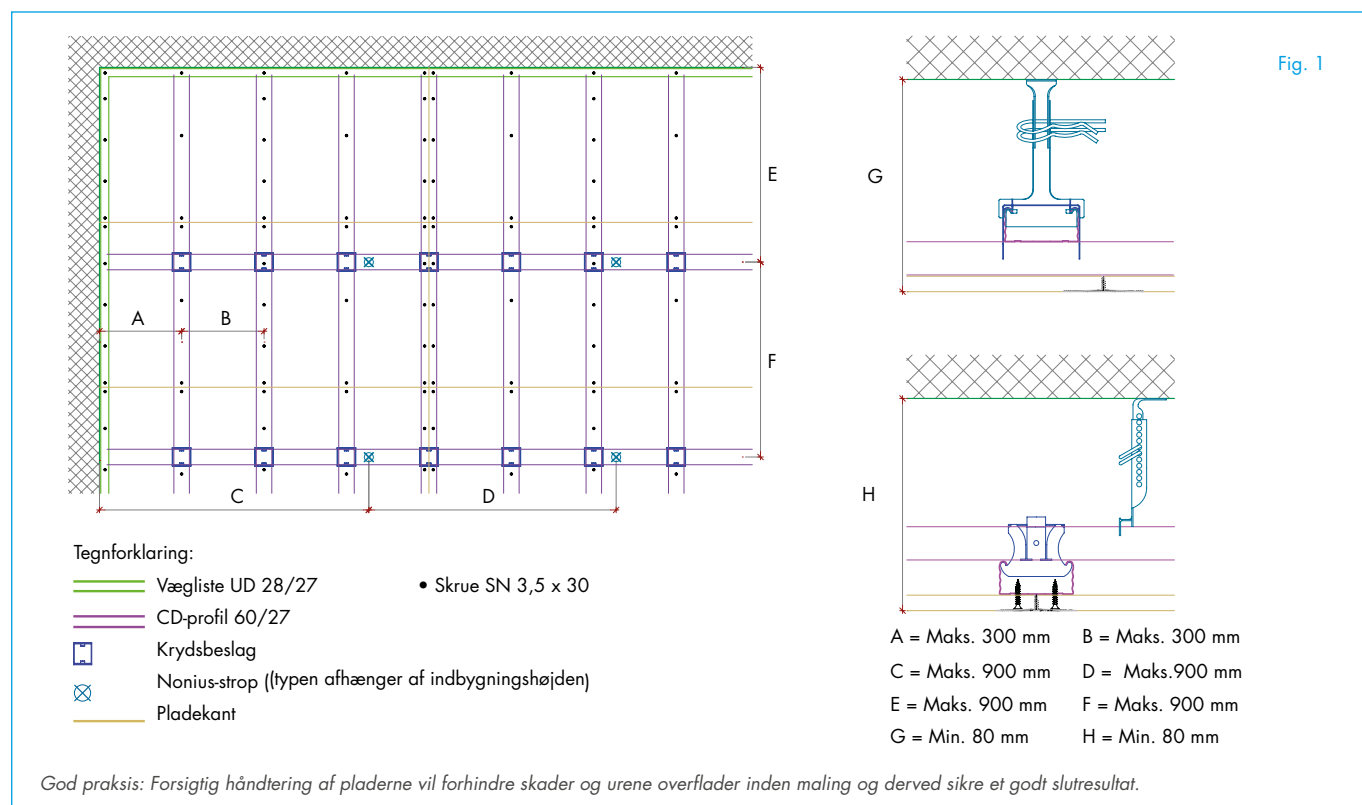 Fig. 1
E
G
A
B
F
C
D
H
Tegnforklaring:
Vægliste UD 28/27
• Skrue SN 3,5 x 30
CD-profil 60/27
Krydsbeslag
Nonius-strop ((typen afhænger af indbygningshøjden)
Pladekant
A = Maks. 300 mm B = Maks. 300 mm
C = Maks. 900 mm D = Maks.900 mm
E = Maks. 900 mm F = Maks. 900 mm
G = Min. 80 mm H = Min. 80 mm
God praksis: Forsigtig håndtering af pladerne vil forhindre skader og urene overflader inden maling og derved sikre et godt slutresultat.